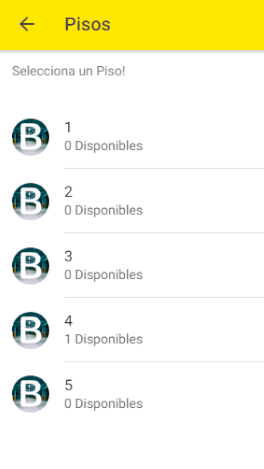 Pisos
Selecciona un Piso!
B
1
0 Disponibles
B
2
0 Disponibles
B
3
0 Disponibles
B
4
1 Disponibles
B
5
0 Disponibles